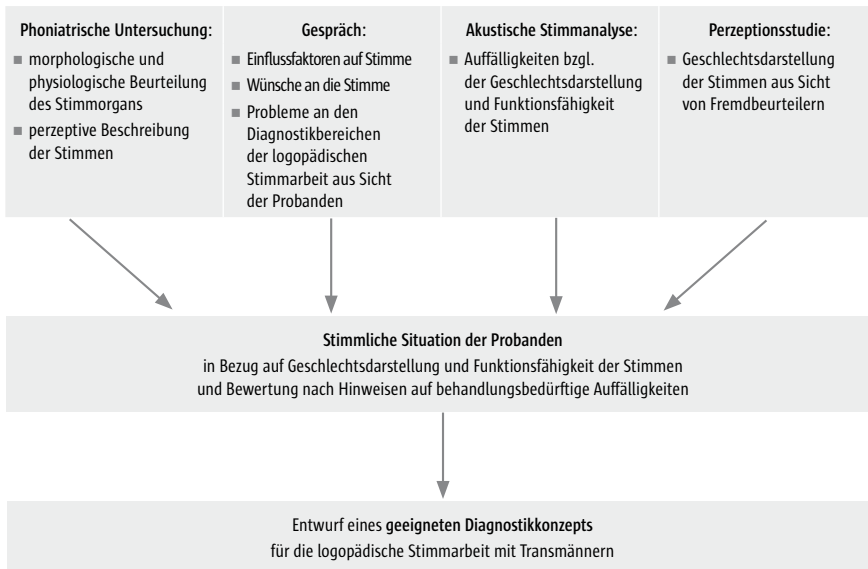 Phoniatrische Untersuchung:
■ morphologische und
physiologische Beurteilung
des Stimmorgans
■ perzeptive Beschreibung
der Stimmen
Gespräch:
■ Einflussfaktoren auf Stimme
■ Wünsche an die Stimme
■ Probleme an den
Diagnostikbereichen
der logopädischen
Stimmarbeit aus Sicht
der Probanden
Akustische Stimmanalyse:
■ Auffälligkeiten bzgl.
der Geschlechtsdarstellung
und Funktionsfähigkeit
der Stimmen
Perzeptionsstudie:
■ Geschlechtsdarstellung
der Stimmen aus Sicht
von Fremdbeurteilern
Stimmliche Situation der Probanden
in Bezug auf Geschlechtsdarstellung und Funktionsfähigkeit der Stimmen
und Bewertung nach Hinweisen auf behandlungsbedürftige Auffälligkeiten
Entwurf eines geeigneten Diagnostikkonzepts
für die logopädische Stimmarbeit mit Transmännern